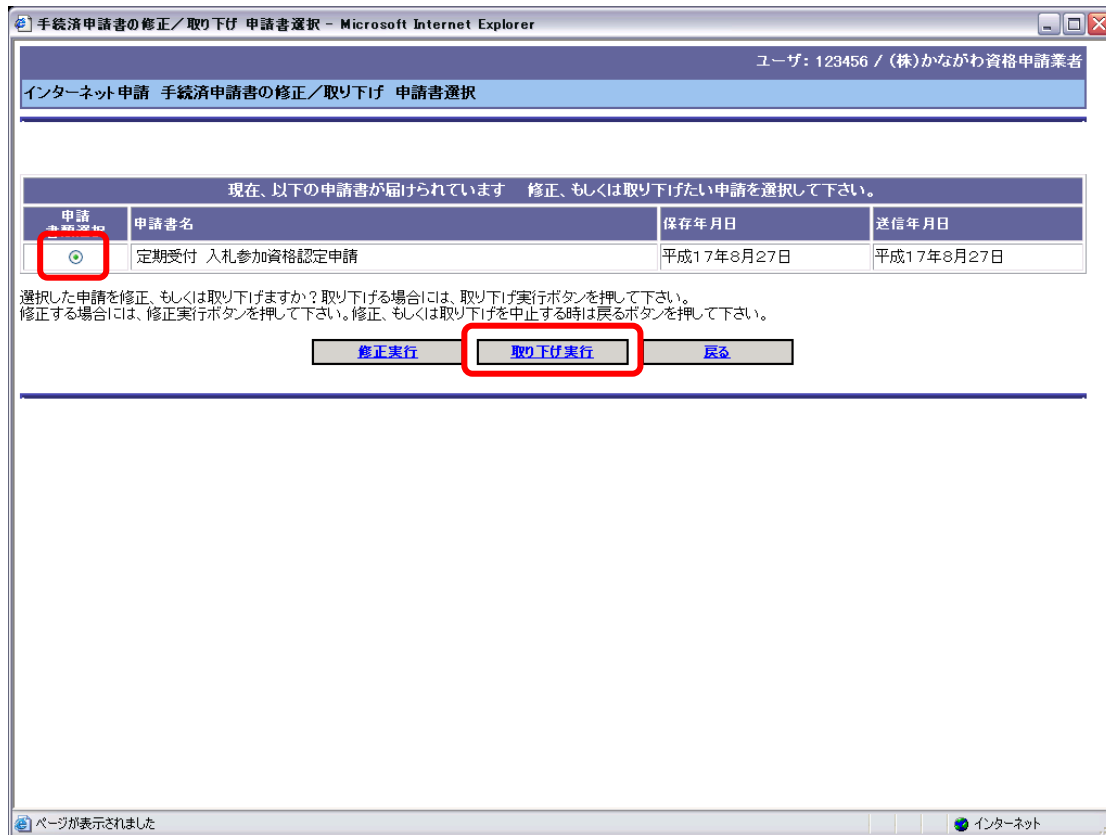 手続済申請書の修正／取り下げ 申請書選択 - Microsoft Internet Explorer
ユーザ: 123456 / (株)かながわ資格申請業者
インターネット申請 手続済申請書の修正／取り下げ 申請書選択
現在、以下の申請書が届けられています　修正、もしくは取り下げたい申請を選択して下さい。
申請
書類選択
申請書名
保存年月日
送信年月日
定期受付 入札参加資格認定申請
平成17年8月27日
平成17年8月27日
選択した申請を修正、もしくは取り下げますか？取り下げる場合には、取り下げ実行ボタンを押して下さい。
修正する場合には、修正実行ボタンを押して下さい。修正、もしくは取り下げを中止する時は戻るボタンを押して下さい。
修正実行
取り下げ実行
戻る
ページが表示されました
インターネット